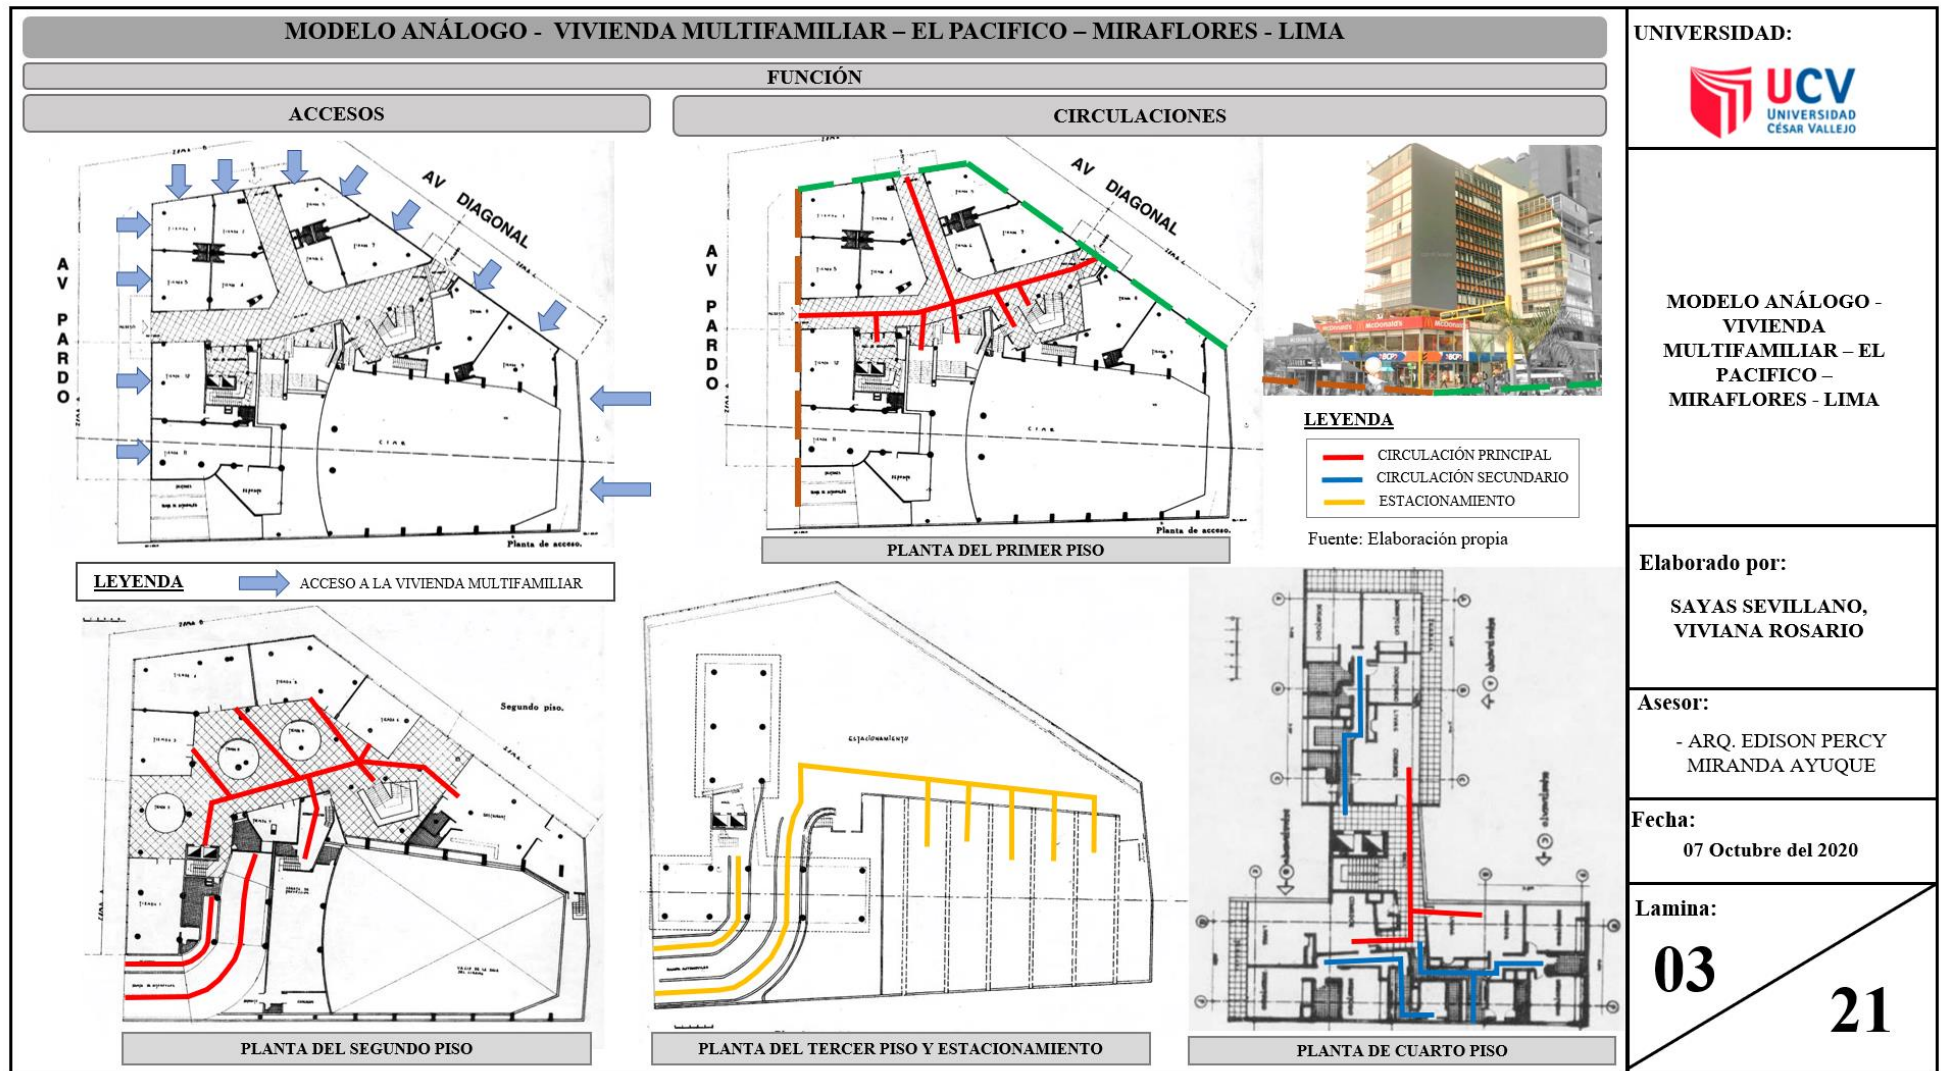 MODELO ANÁLOGO - VIVIENDA MULTIFAMILIAR – EL PACIFICO – MIRAFLORES - LIMA
FUNCIÓN
ACCESOS
CIRCULACIONES
AV DIAGONAL
AV PARDO
CINE
Planta de acceso.
LEYENDA
ACCESO A LA VIVIENDA MULTIFAMILIAR
AV DIAGONAL
AV PARDO
CINE
Planta de acceso.
PLANTA DEL PRIMER PISO
McDonald's
McDonald's
LEYENDA
CIRCULACIÓN PRINCIPAL
CIRCULACIÓN SECUNDARIO
ESTACIONAMIENTO
Fuente: Elaboración propia
Segundo piso.
PLANTA DEL SEGUNDO PISO
ESTACIONAMIENTO
PLANTA DEL TERCER PISO Y ESTACIONAMIENTO
PLANTA DE CUARTO PISO
UNIVERSIDAD:
UCV
UNIVERSIDAD
CÉSAR VALLEJO
MODELO ANÁLOGO -
VIVIENDA
MULTIFAMILIAR – EL
PACIFICO –
MIRAFLORES - LIMA
Elaborado por:
SAYAS SEVILLANO,
VIVIANA ROSARIO
Asesor:
- ARQ. EDISON PERCY
MIRANDA AYUQUE
Fecha:
07 Octubre del 2020
Lamina:
03
21